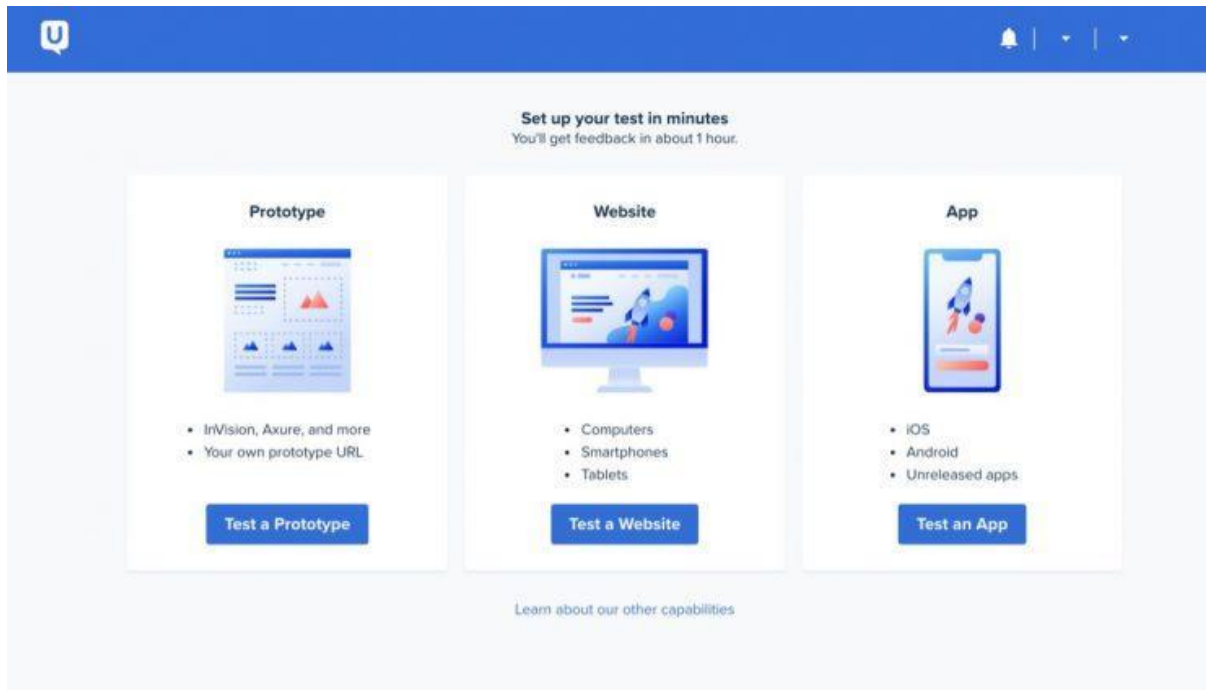 U
Set up your test in minutes
You'll get feedback in about 1 hour.
Prototype
InVision, Axure, and more
Your own prototype URL
Test a Prototype
Website
Computers
Smartphones
Tablets
Test a Website
App
iOS
Android
Unreleased apps
Test an App
Learn about our other capabilities